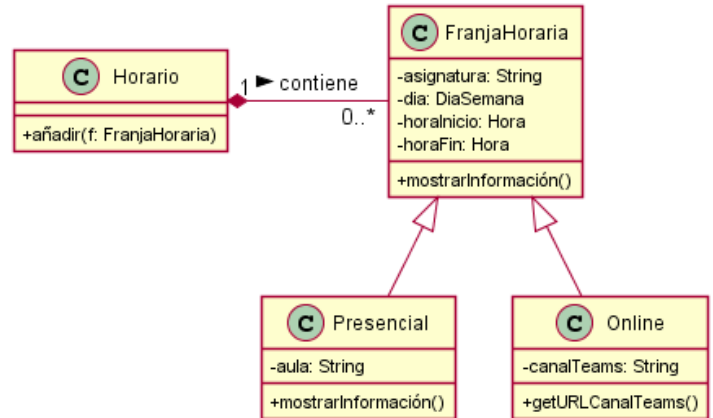 C Horario
+añadir(f: FranjaHoraria)
1 contiene
0..*
C FranjaHoraria
-asignatura: String
-dia: DiaSemana
-horaInicio: Hora
-horaFin: Hora
+mostrarInformación()
C Presencial
-aula: String
+mostrarInformación()
C Online
-canalTeams: String
+getURLCanalTeams()